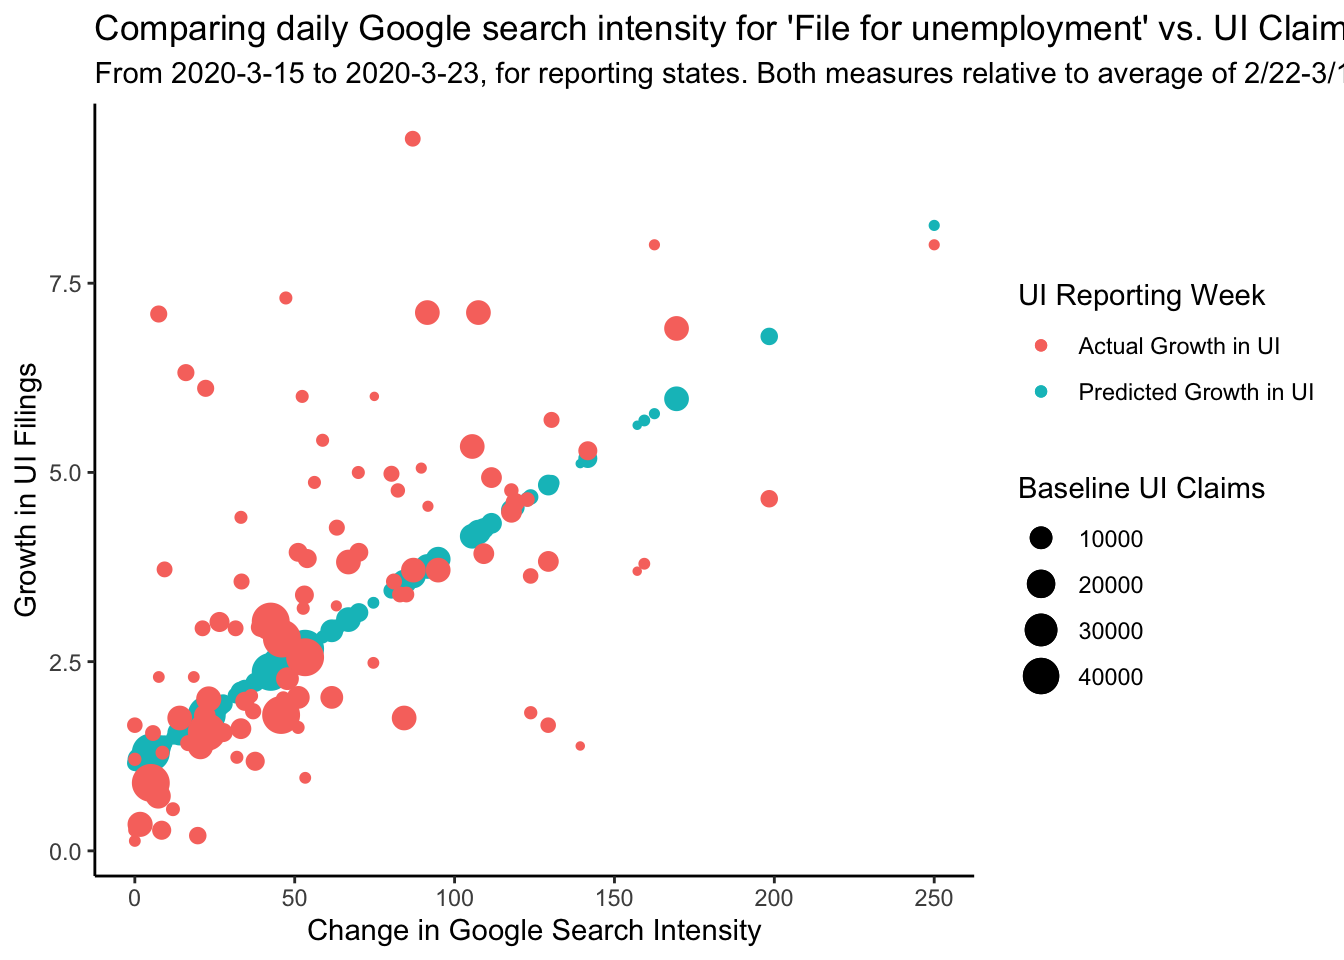 Comparing daily Google search intensity for 'File for unemployment' vs. UI Claim
From 2020-3-15 to 2020-3-23, for reporting states. Both measures relative to average of 2/22-3/1
Growth in UI Filings
7.5
5.0
2.5
0.0
0
50
100
150
200
250
Change in Google Search Intensity
UI Reporting Week
Actual Growth in UI
Predicted Growth in UI
Baseline UI Claims
10000
20000
30000
40000